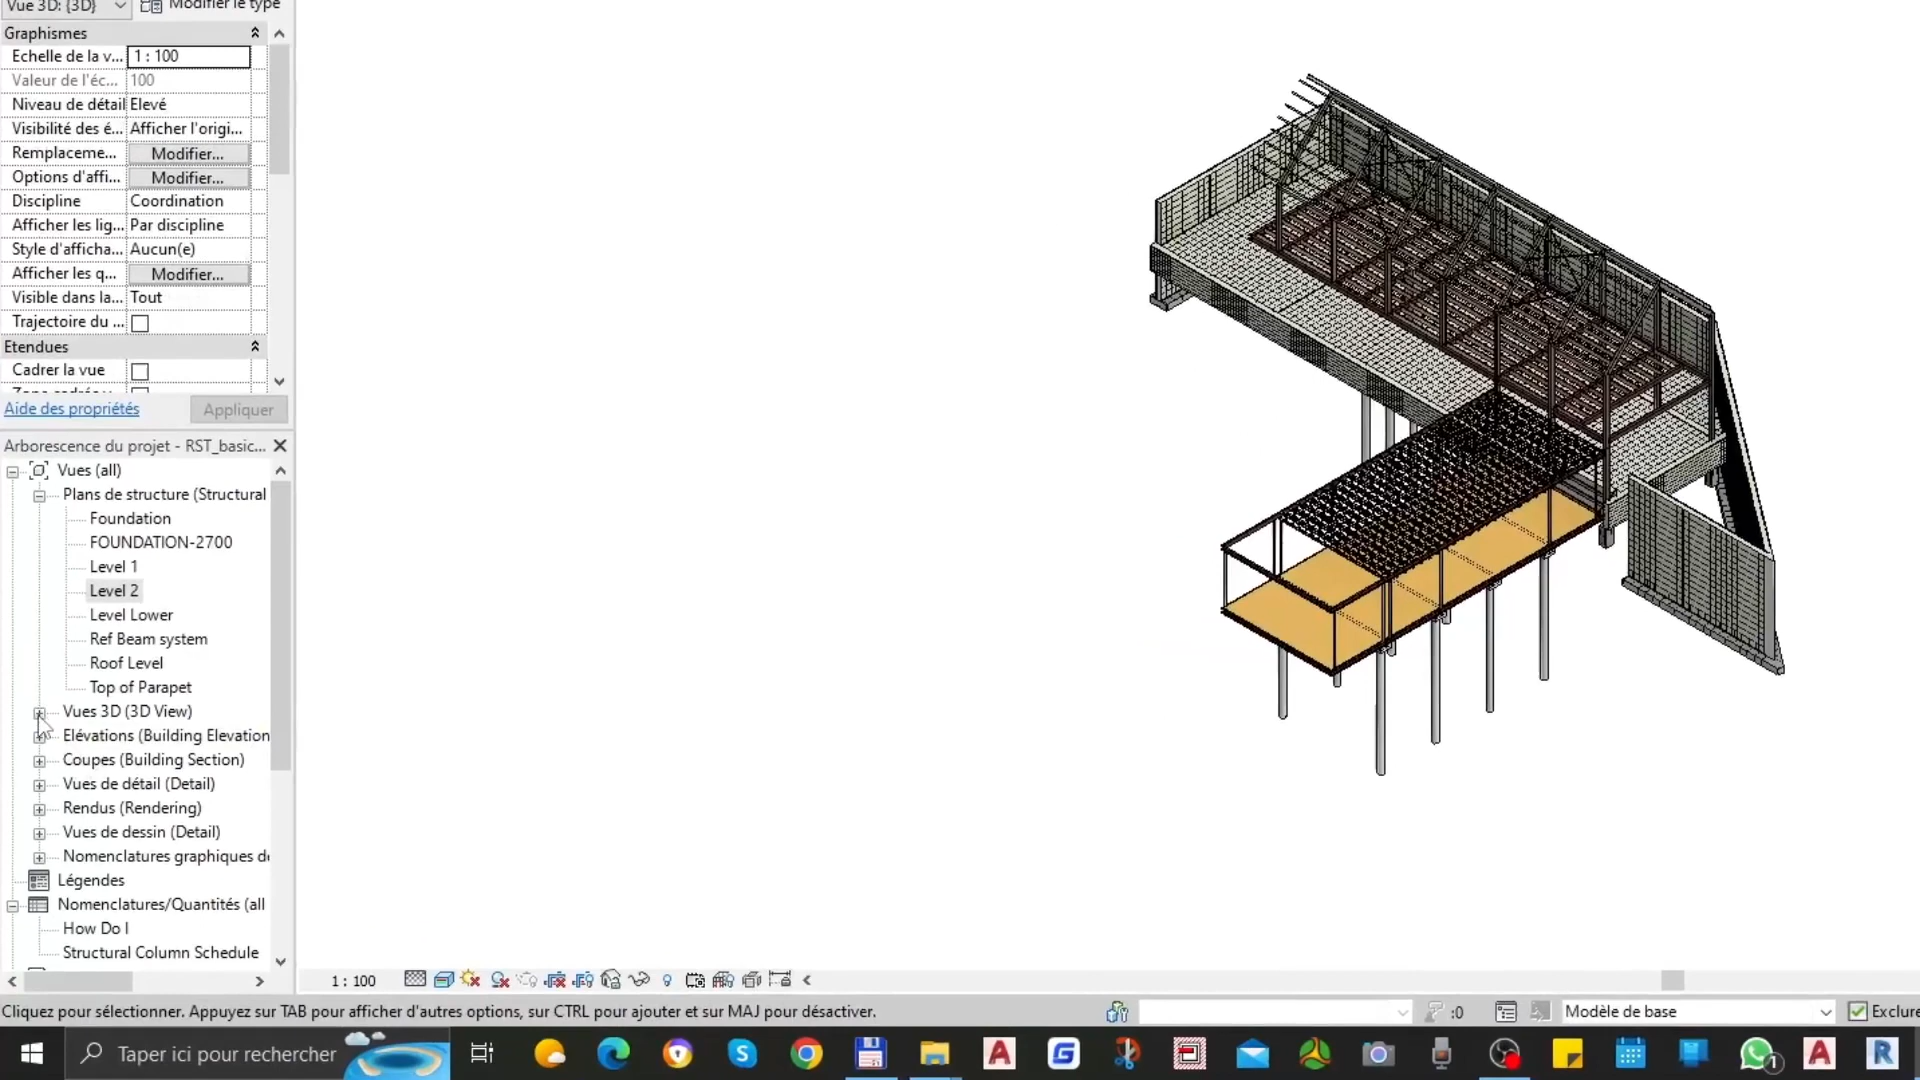 Vue 3D: {3D}
Modifier le type
Graphismes
Echelle de la v... 1 : 100
Valeur de l'éc... 100
Niveau de détail Elevé
Visibilité des é... Afficher l'origi...
Remplaceme... Modifier...
Options d'affi... Modifier...
Discipline Coordination
Afficher les lig... Par discipline
Style d'afficha... Aucun(e)
Afficher les q... Modifier...
Visible dans la... Tout
Trajectoire du ...
Etendues
Cadrer la vue
Aide des propriétés
Appliquer
Arborescence du projet - RST_basic...
Vues (all)
Plans de structure (Structural
Foundation
FOUNDATION-2700
Level 1
Level 2
Level Lower
Ref Beam system
Roof Level
Top of Parapet
Vues 3D (3D View)
Elévations (Building Elevation
Coupes (Building Section)
Vues de détail (Detail)
Rendus (Rendering)
Vues de dessin (Detail)
Nomenclatures graphiques de
Légendes
Nomenclatures/Quantités (all
How Do I
Structural Column Schedule
1 : 100
Cliquez pour sélectionner. Appuyez sur TAB pour afficher d'autres options, sur CTRL pour ajouter et sur MAJ pour désactiver.
:0
Modèle de base
Exclure
Taper ici pour rechercher
1